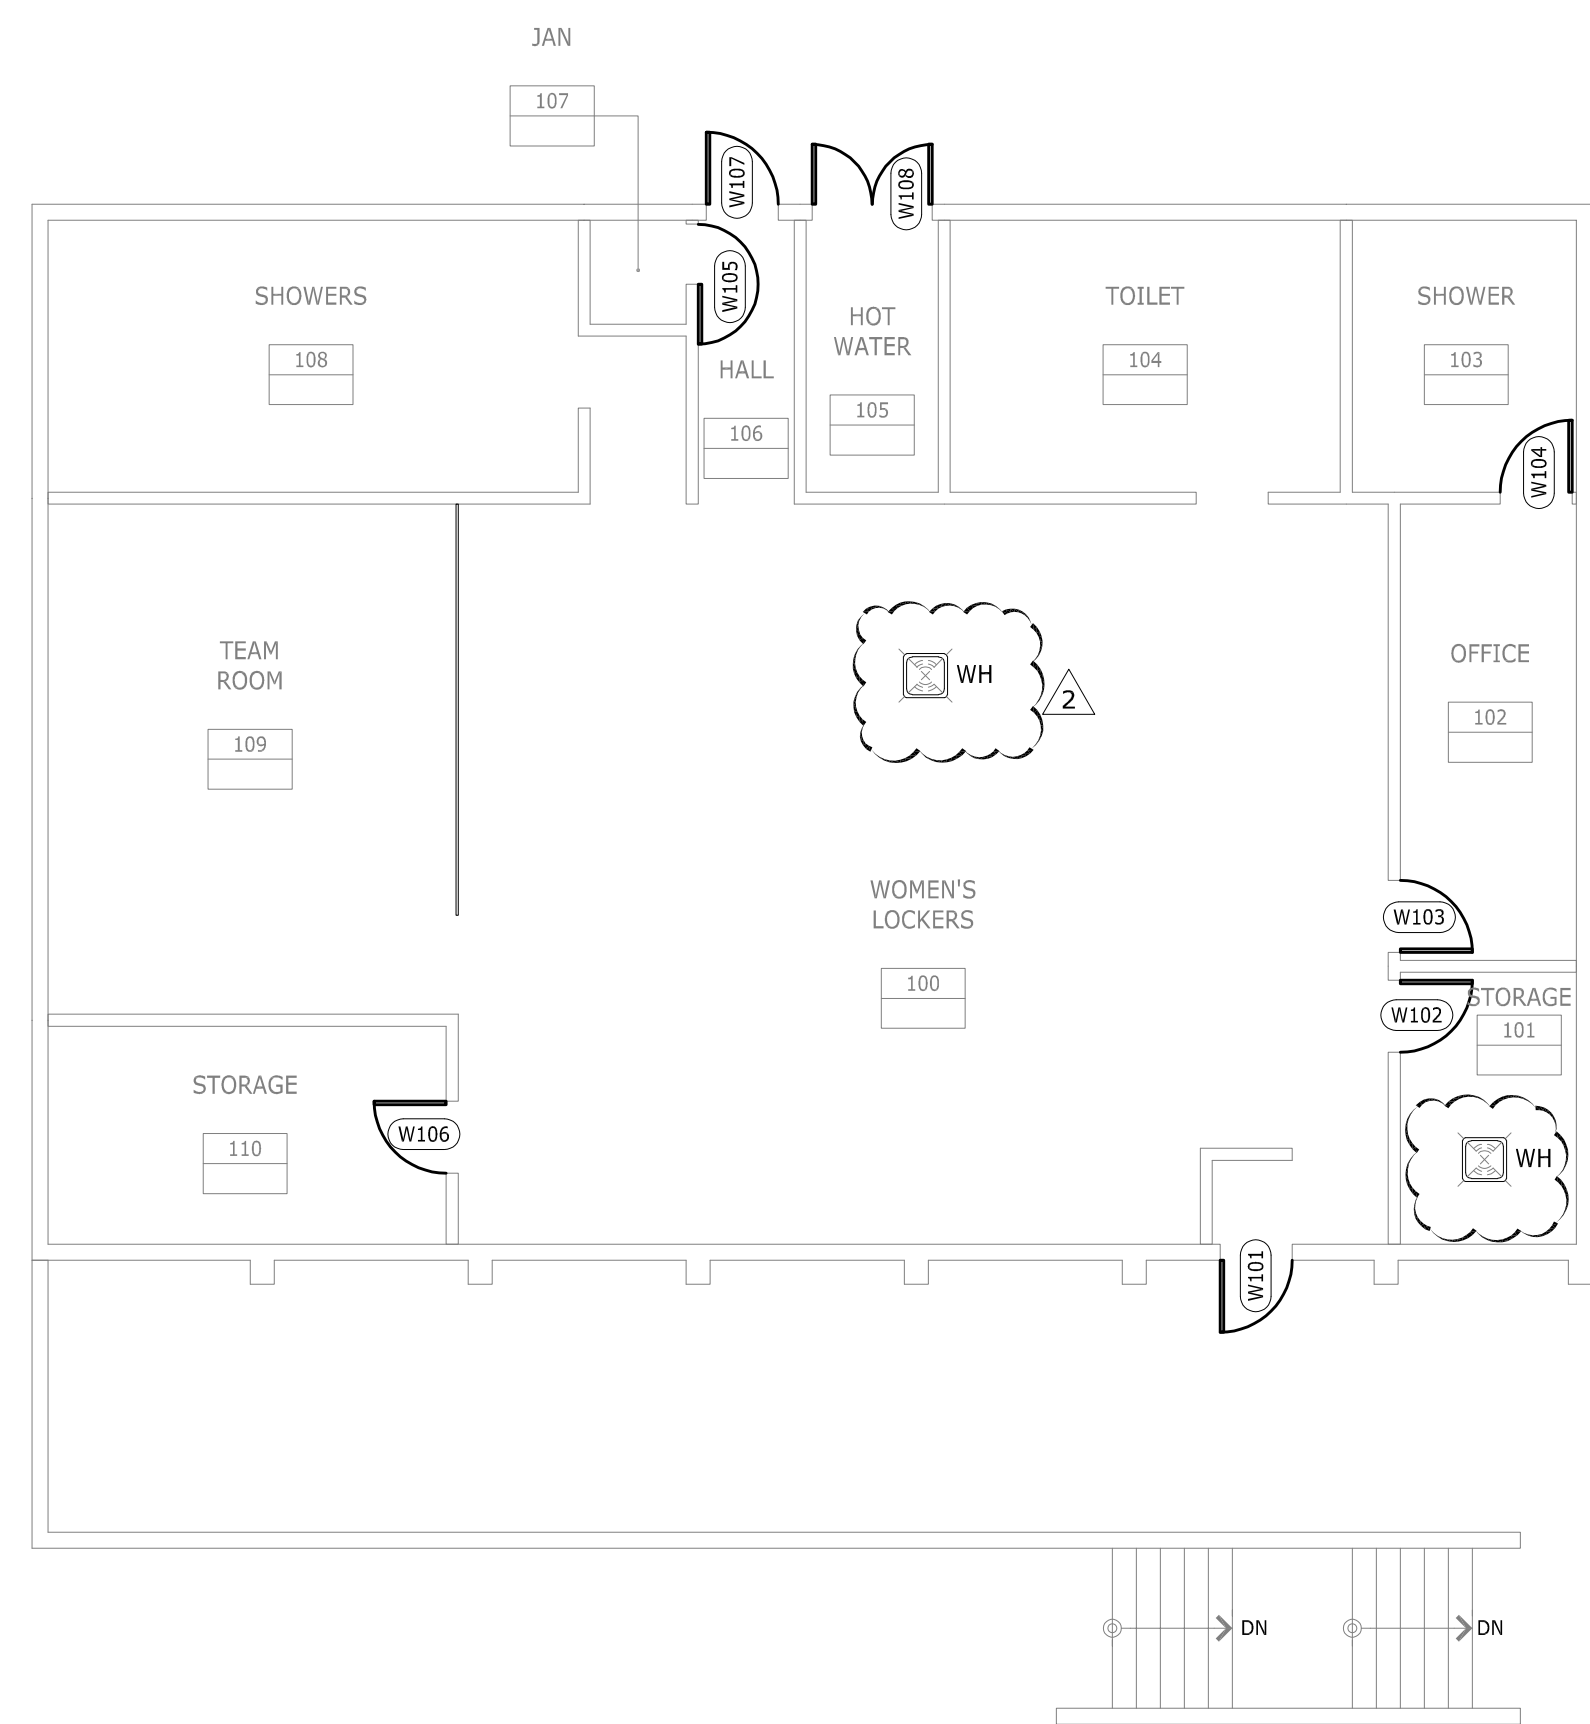 JAN
107
W107
W108
W105
SHOWERS
108
HALL
106
HOT
WATER
105
TOILET
104
SHOWER
103
W104
TEAM
ROOM
109
WH
2
OFFICE
102
WOMEN'S
LOCKERS
100
W103
W102
STORAGE
101
STORAGE
110
W106
WH
W101
DN
DN